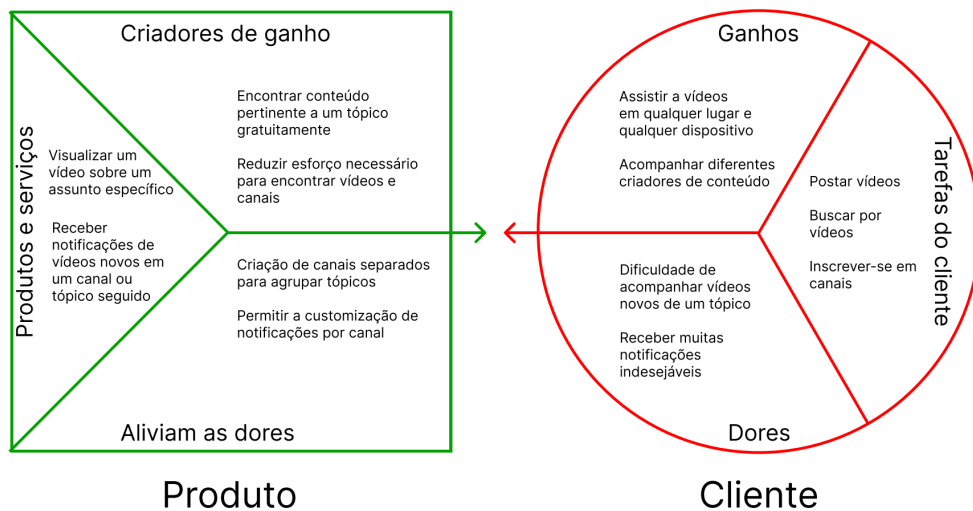 Criadores de ganho
Encontrar conteúdo
pertinente a um tópico
gratuitamente
Reduzir esforço necessário
para encontrar vídeos e
canais
Produtos e serviços
Visualizar um
vídeo sobre um
assunto específico
Receber
notificações de
vídeos novos em
um canal ou
tópico seguido
Criação de canais separados
para agrupar tópicos
Permitir a customização de
notificações por canal
Aliviam as dores
Produto
Ganhos
Assistir a vídeos
em qualquer lugar e
qualquer dispositivo
Acompanhar diferentes
criadores de conteúdo
Tarefas do cliente
Postar vídeos
Buscar por
vídeos
Inscrever-se em
canais
Dificuldade de
acompanhar vídeos
novos de um tópico
Receber muitas
notificações
indesejáveis
Dores
Cliente